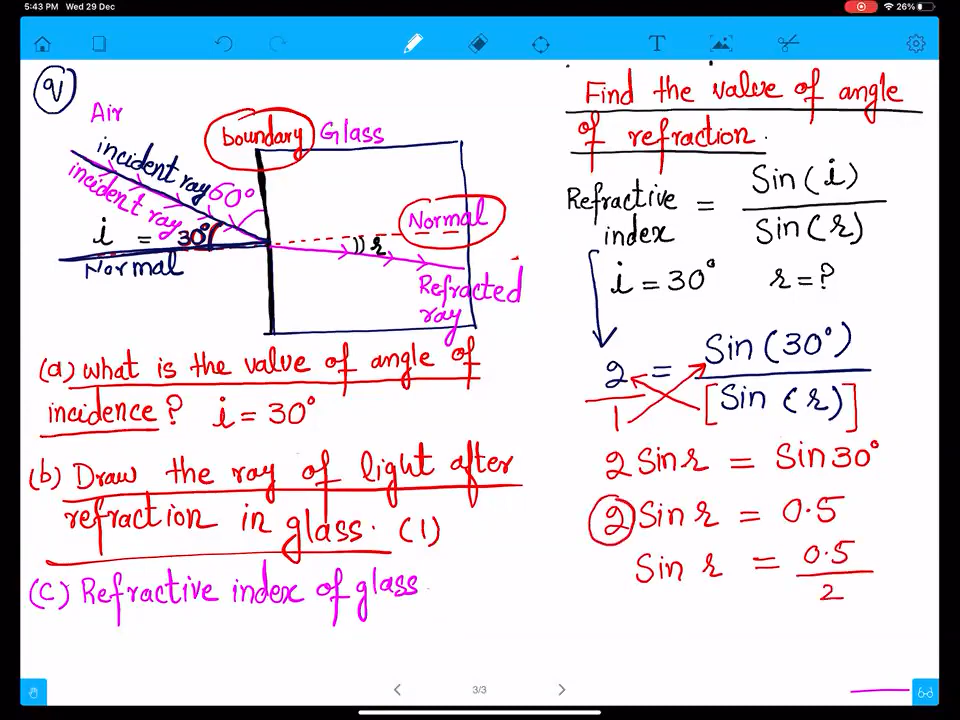 5:43 PM Wed 29 Dec
26%
T
q
Air
boundary
Glass
incident ray
incident ray
60°
Normal
i = 30°
r
Normal
Refracted
ray
(a) what is the value of angle of
incidence? i = 30°
(b) Draw the ray of light after
refraction in glass. (1)
(c) Refractive index of glass
Find the value of angle
of refraction.
Refractive index = Sin(i) / Sin(r)
i = 30° r = ?
2/1 = Sin(30°) / [Sin(r)]
2 Sin r = Sin 30°
2 Sin r = 0.5
Sin r = 0.5 / 2
3/3